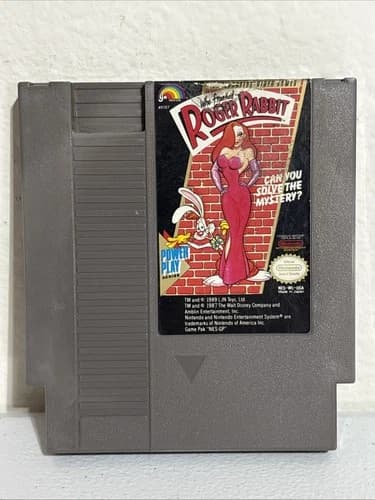 Who Framed
ROGER RABBIT
CAN YOU
SOLVE THE
MYSTERY?
POWER
PLAY
SERIES
Nintendo
NES-WR-USA
TM and © 1989 LJN Toys, Ltd.
TM and © 1987 The Walt Disney Company and
Amblin Entertainment, Inc.
Nintendo and Nintendo Entertainment System® are
trademarks of Nintendo of America Inc.
Game Pak "NES-GP"